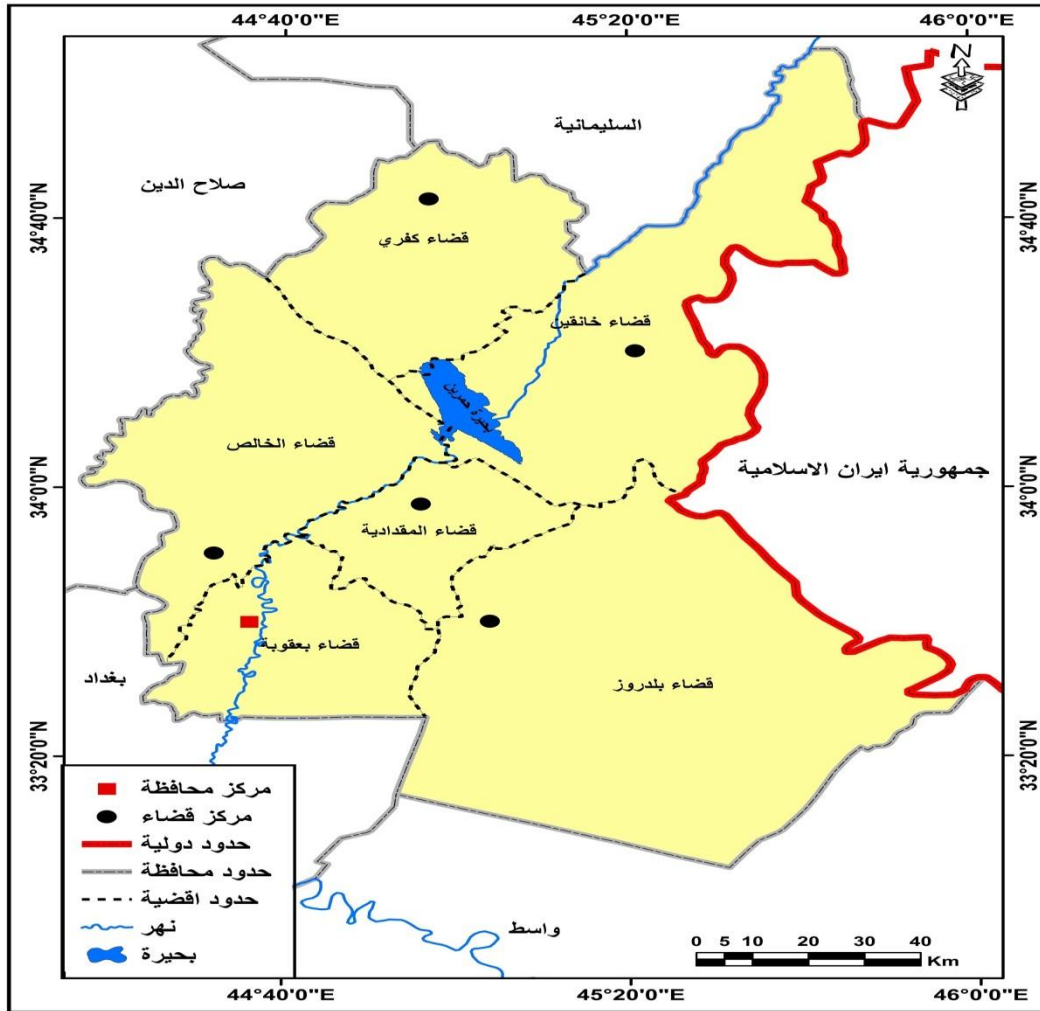 44°40'0"E
45°20'0"E
46°0'0"E
N
السليمانية
صلاح الدين
34°40'0"N
34°40'0"N
قضاء كفري
قضاء خانقين
بحيرة حمرين
قضاء الخالص
جمهورية ايران الاسلامية
34°0'0"N
34°0'0"N
قضاء المقدادية
قضاء بعقوبة
بغداد
قضاء بلدروز
33°20'0"N
33°20'0"N
مركز محافظة
مركز قضاء
حدود دولية
حدود محافظة
حدود اقضية
نهر
بحيرة
واسط
0 5 10 20 30 40
Km
44°40'0"E
45°20'0"E
46°0'0"E